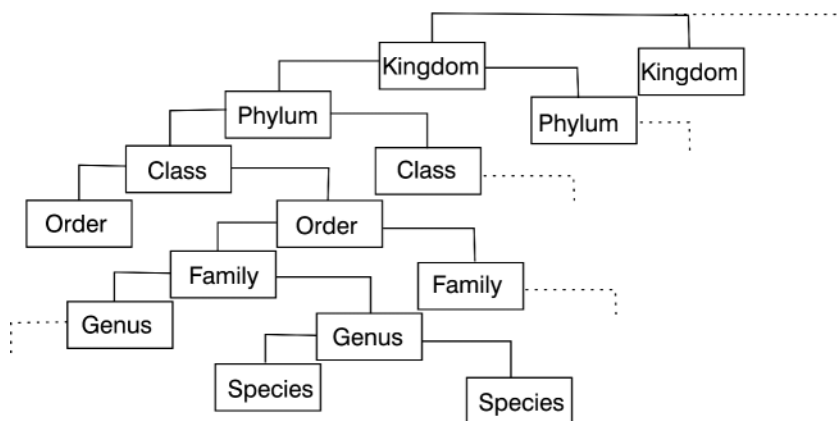 Kingdom
Kingdom
Phylum
Phylum
Class
Class
Order
Order
Family
Family
Genus
Genus
Species
Species